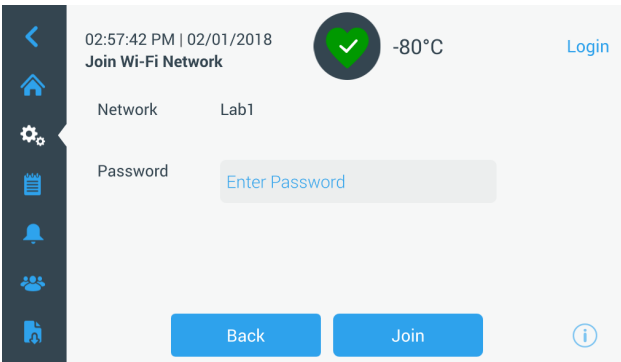 02:57:42 PM | 02/01/2018
Join Wi-Fi Network
-80°C
Login
Network Lab1
Password Enter Password
Back Join